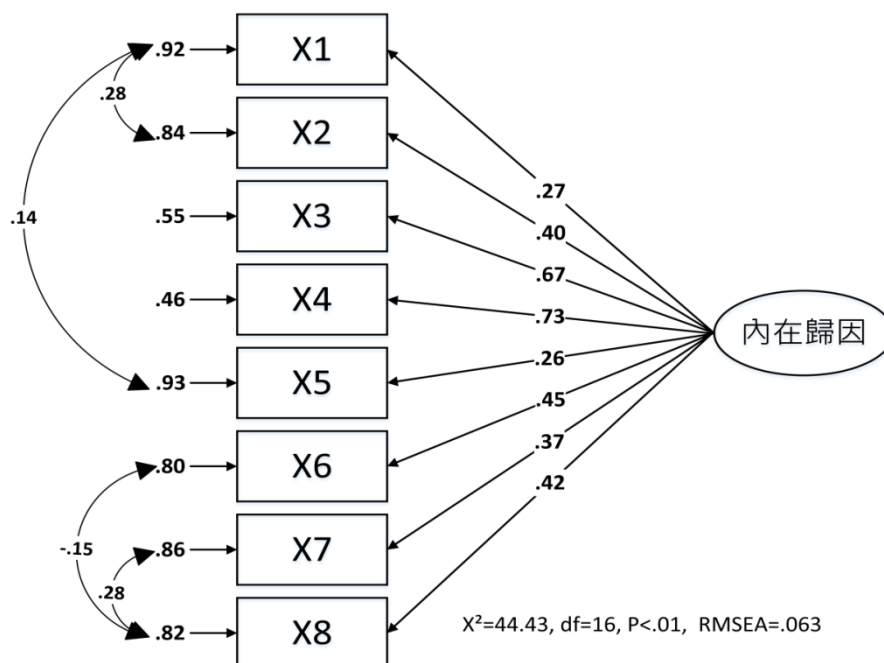 .92
X1
.28
.84
X2
.27
.55
X3
.40
.14
.67
.46
X4
.73
內在歸因
.26
.93
X5
.45
.80
X6
.37
.42
-.15
.86
X7
.28
.82
X8
X²=44.43, df=16, P<.01, RMSEA=.063